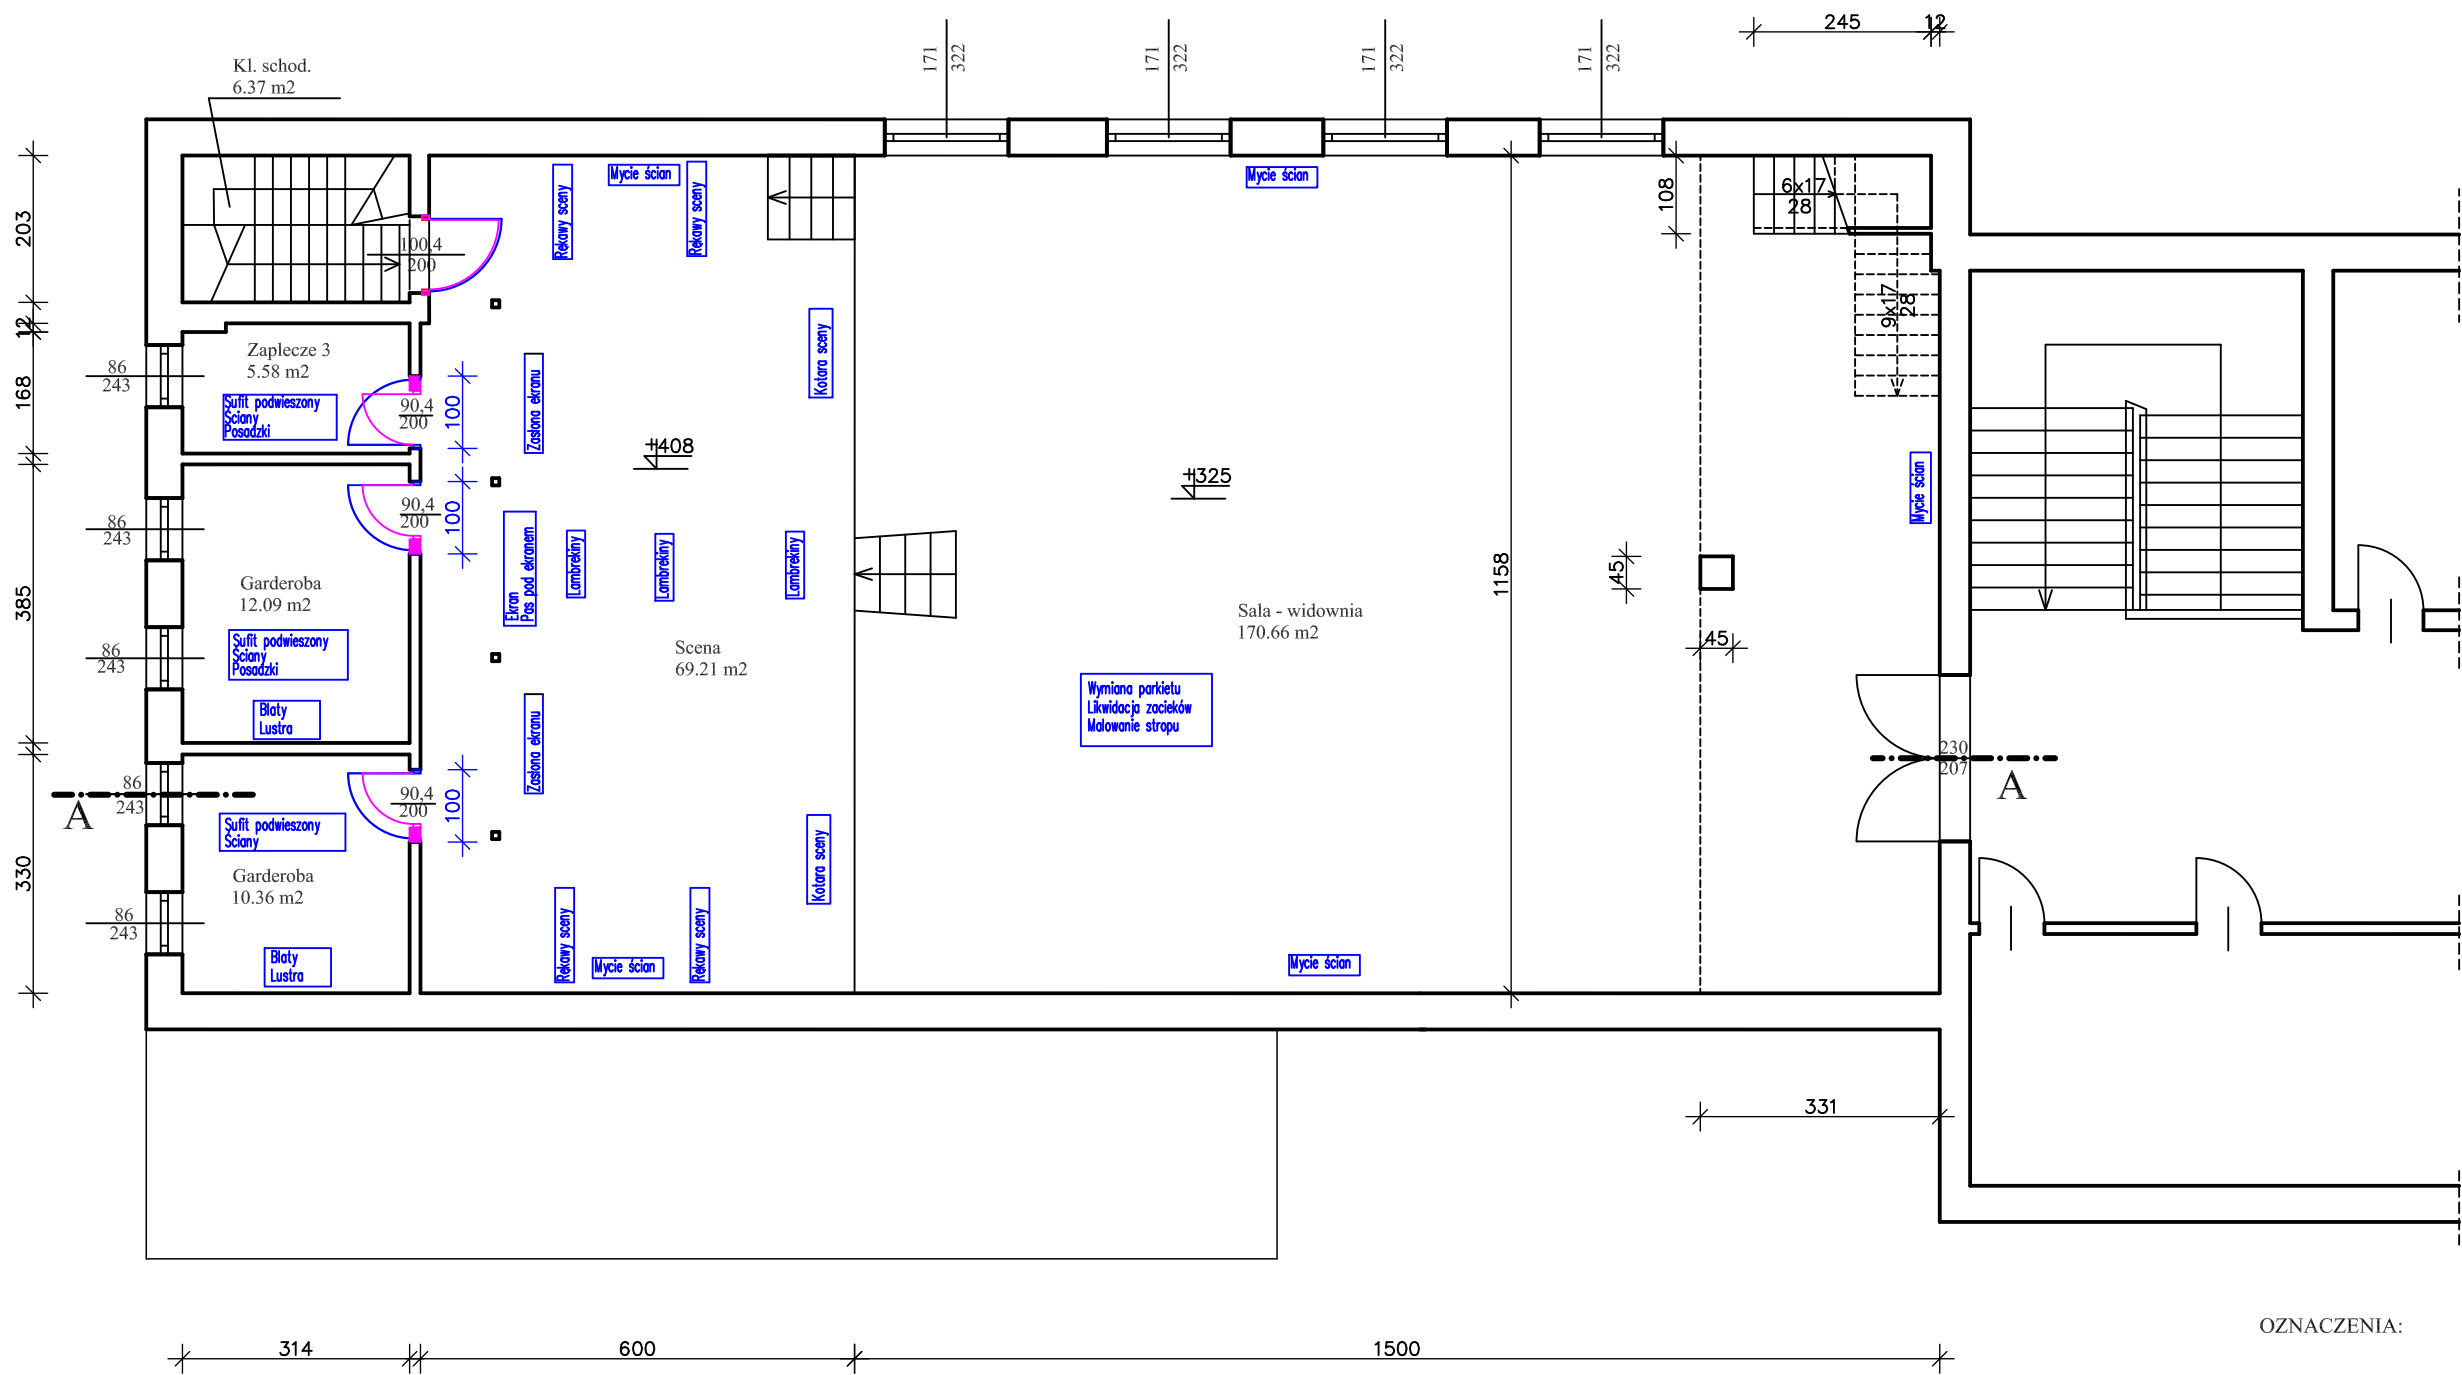 245
12
171
322
171
322
171
322
171
322
Kl. schod.
6.37 m2
203
12
168
385
330
100,4
200
Rękawy sceny
Mycie ścian
Rękawy sceny
Mycie ścian
108
6x17
28
9x17
28
Zaplecze 3
5.58 m2
86
243
Sufit podwieszony
Ściany
Posadzki
90,4
200
100
Zasłona ekranu
Kotara sceny
+408
+325
Mycie ścian
86
243
90,4
200
100
Ekran
Pas pod ekranem
Lambrekiny
Lambrekiny
Lambrekiny
1158
45
45
Garderoba
12.09 m2
Sufit podwieszony
Ściany
Posadzki
86
243
Blaty
Lustra
Scena
69.21 m2
Sala - widownia
170.66 m2
Wymiana parkietu
Likwidacja zacieków
Malowanie stropu
Zasłona ekranu
230
207
A
A
86
243
90,4
200
100
Sufit podwieszony
Ściany
Garderoba
10.36 m2
86
243
Blaty
Lustra
Kotara sceny
Rękawy sceny
Mycie ścian
Rękawy sceny
Mycie ścian
331
OZNACZENIA:
314
600
1500